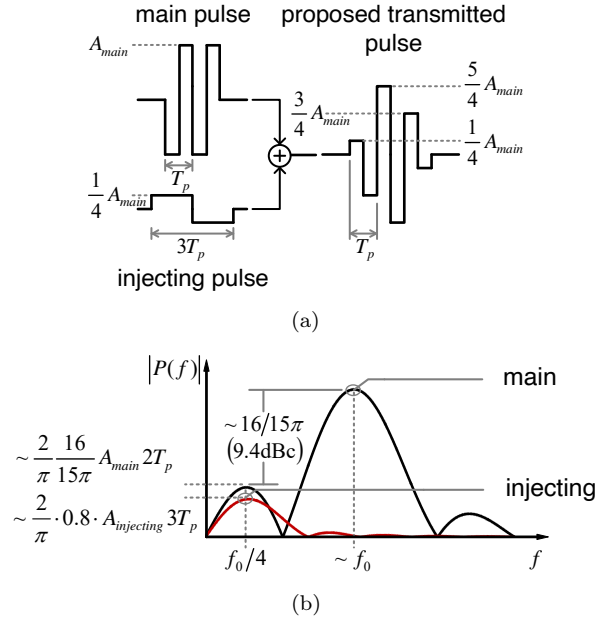 main pulse
proposed transmitted pulse
A_main
3/4 A_main
5/4 A_main
1/4 A_main
T_p
1/4 A_main
3T_p
T_p
injecting pulse
(a)
|P(f)|
main
~16/15π
(9.4dBc)
~ 2/π 16/15π A_main 2T_p
injecting
~ 2/π · 0.8 · A_injecting 3T_p
f_0/4
~ f_0
f
(b)